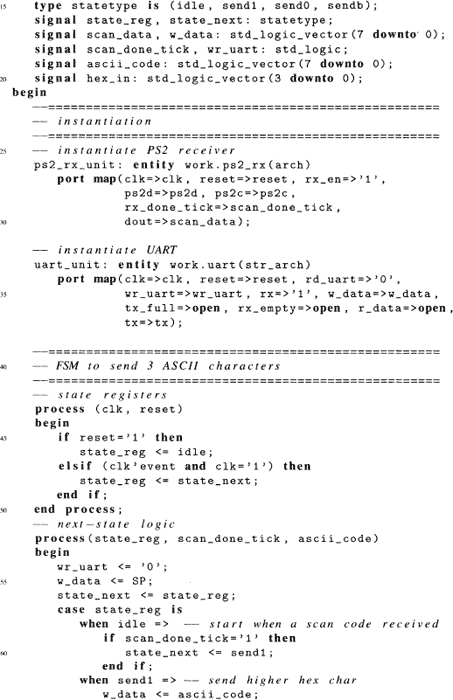 15 type statetype is (idle, send1, send0, sendb);
signal state_reg, state_next: statetype;
signal scan_data, w_data: std_logic_vector(7 downto 0);
signal scan_done_tick, wr_uart: std_logic;
signal ascii_code: std_logic_vector(7 downto 0);
20 signal hex_in: std_logic_vector(3 downto 0);
begin
--====================================================
-- instantiation
--====================================================
25 -- instantiate PS2 receiver
ps2_rx_unit: entity work.ps2_rx(arch)
port map(clk=>clk, reset=>reset, rx_en=>'1',
ps2d=>ps2d, ps2c=>ps2c,
rx_done_tick=>scan_done_tick,
30 dout=>scan_data);
-- instantiate UART
uart_unit: entity work.uart(str_arch)
port map(clk=>clk, reset=>reset, rd_uart=>'0',
35 wr_uart=>wr_uart, rx=>'1', w_data=>w_data,
tx_full=>open, rx_empty=>open, r_data=>open,
tx=>tx);
--====================================================
40 -- FSM to send 3 ASCII characters
--====================================================
-- state registers
process (clk, reset)
begin
45 if reset='1' then
state_reg <= idle;
elsif (clk'event and clk='1') then
state_reg <= state_next;
end if;
50 end process;
-- next-state logic
process(state_reg, scan_done_tick, ascii_code)
begin
wr_uart <= '0';
55 w_data <= SP;
state_next <= state_reg;
case state_reg is
when idle => -- start when a scan code received
if scan_done_tick='1' then
60 state_next <= send1;
end if;
when send1 => -- send higher hex char
w_data <= ascii_code;